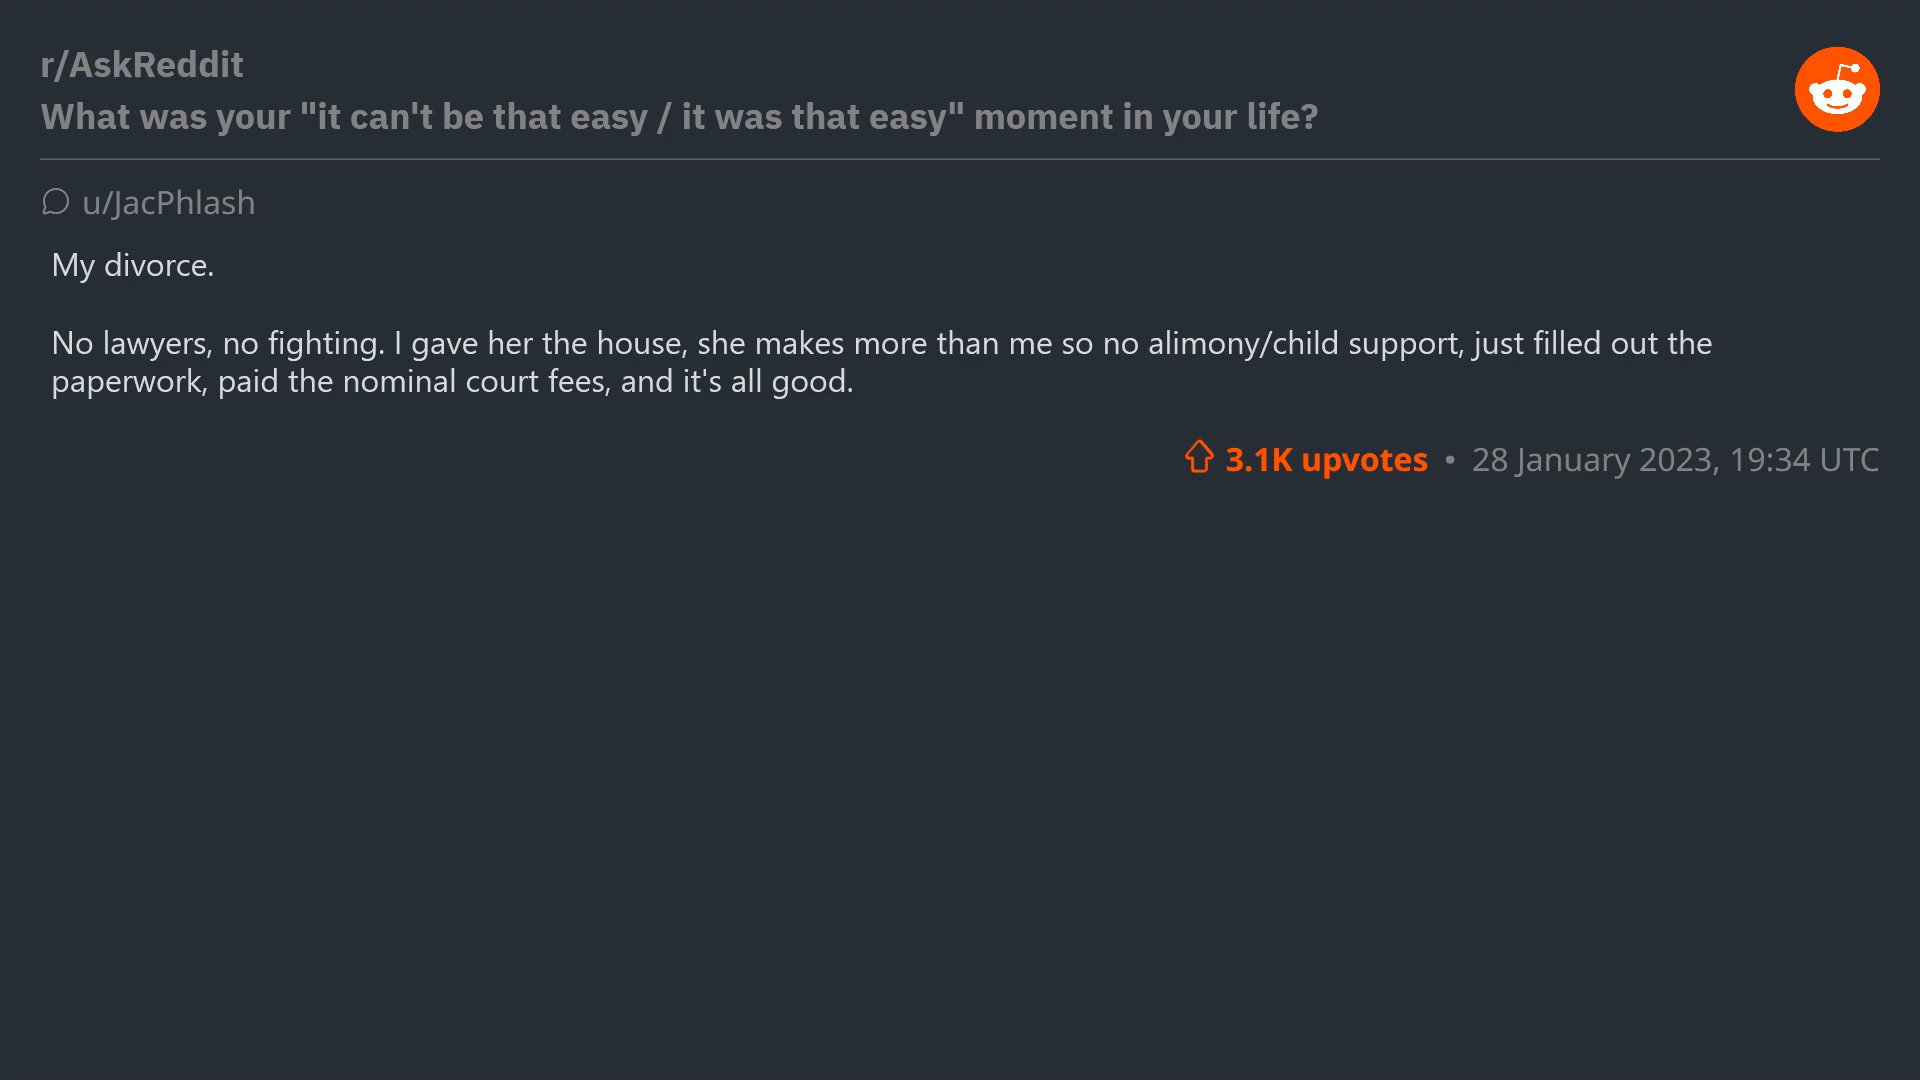 r/AskReddit
What was your "it can't be that easy / it was that easy" moment in your life?
u/JacPhlash
My divorce.
No lawyers, no fighting. I gave her the house, she makes more than me so no alimony/child support, just filled out the
paperwork, paid the nominal court fees, and it's all good.
3.1K upvotes • 28 January 2023, 19:34 UTC